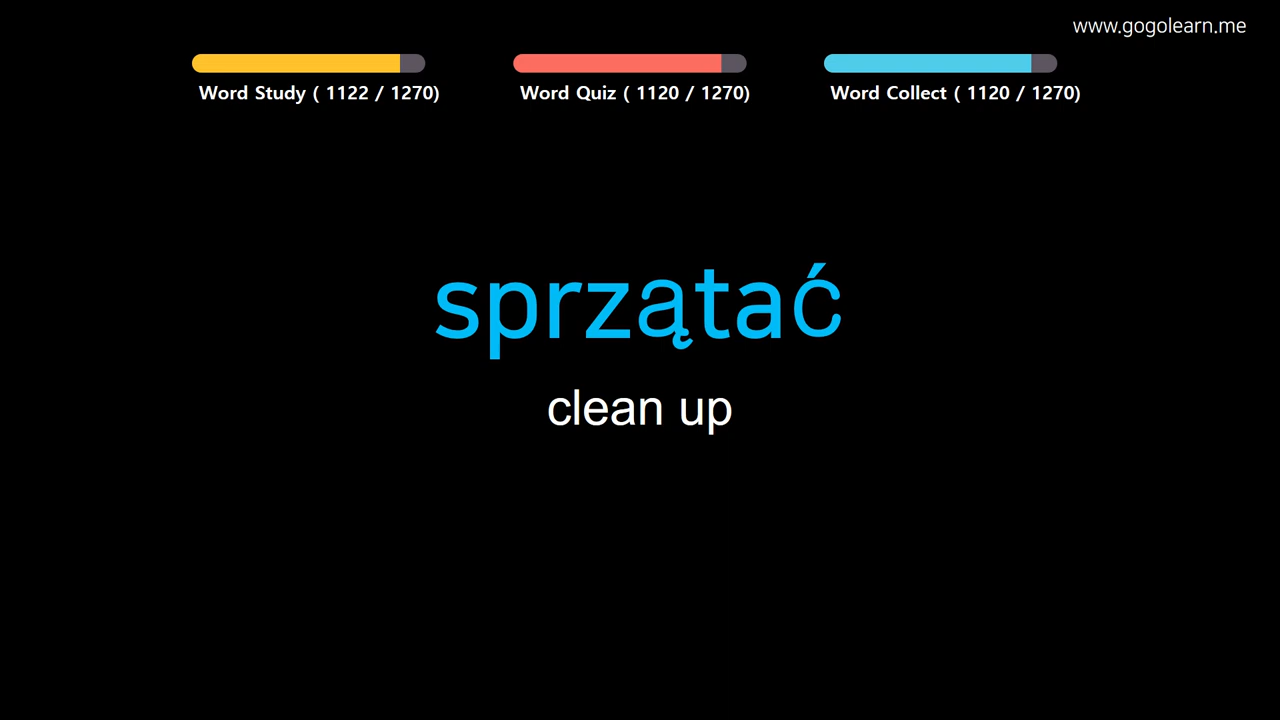 www.gogolearn.me
Word Study ( 1122 / 1270)
Word Quiz ( 1120 / 1270)
Word Collect ( 1120 / 1270)
sprzątać
clean up